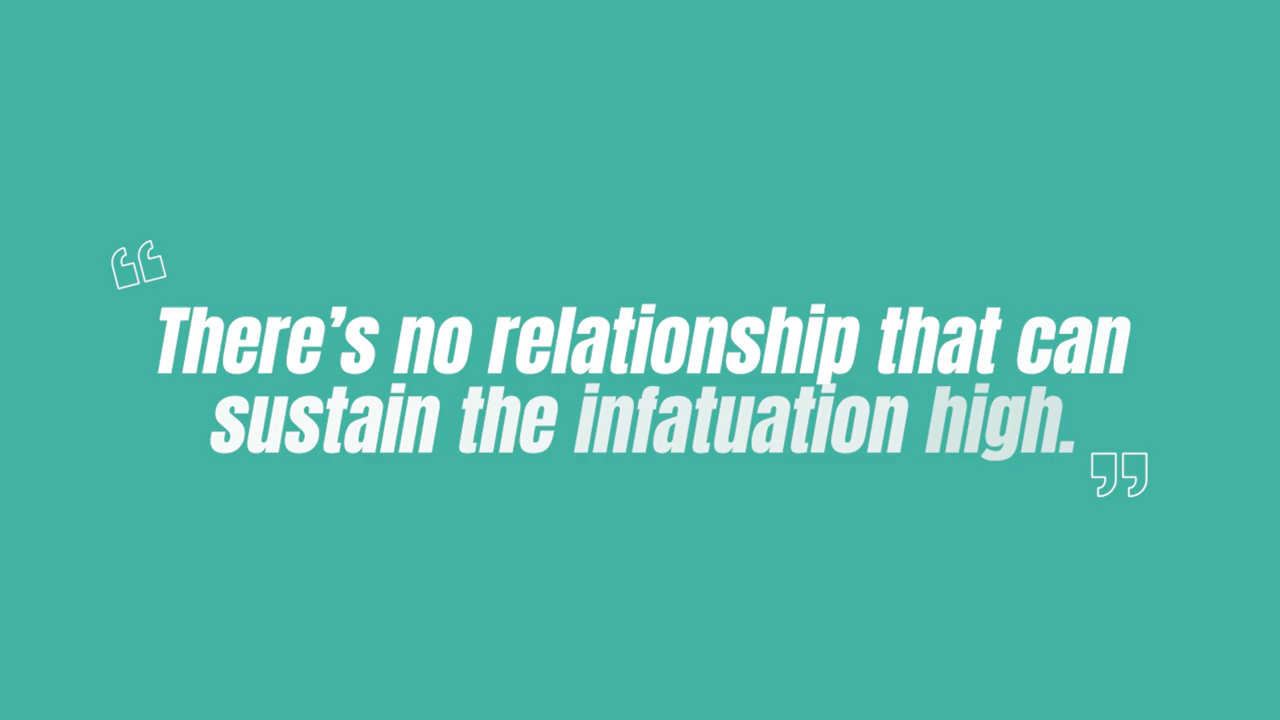 “
There’s no relationship that can
sustain the infatuation high.
”